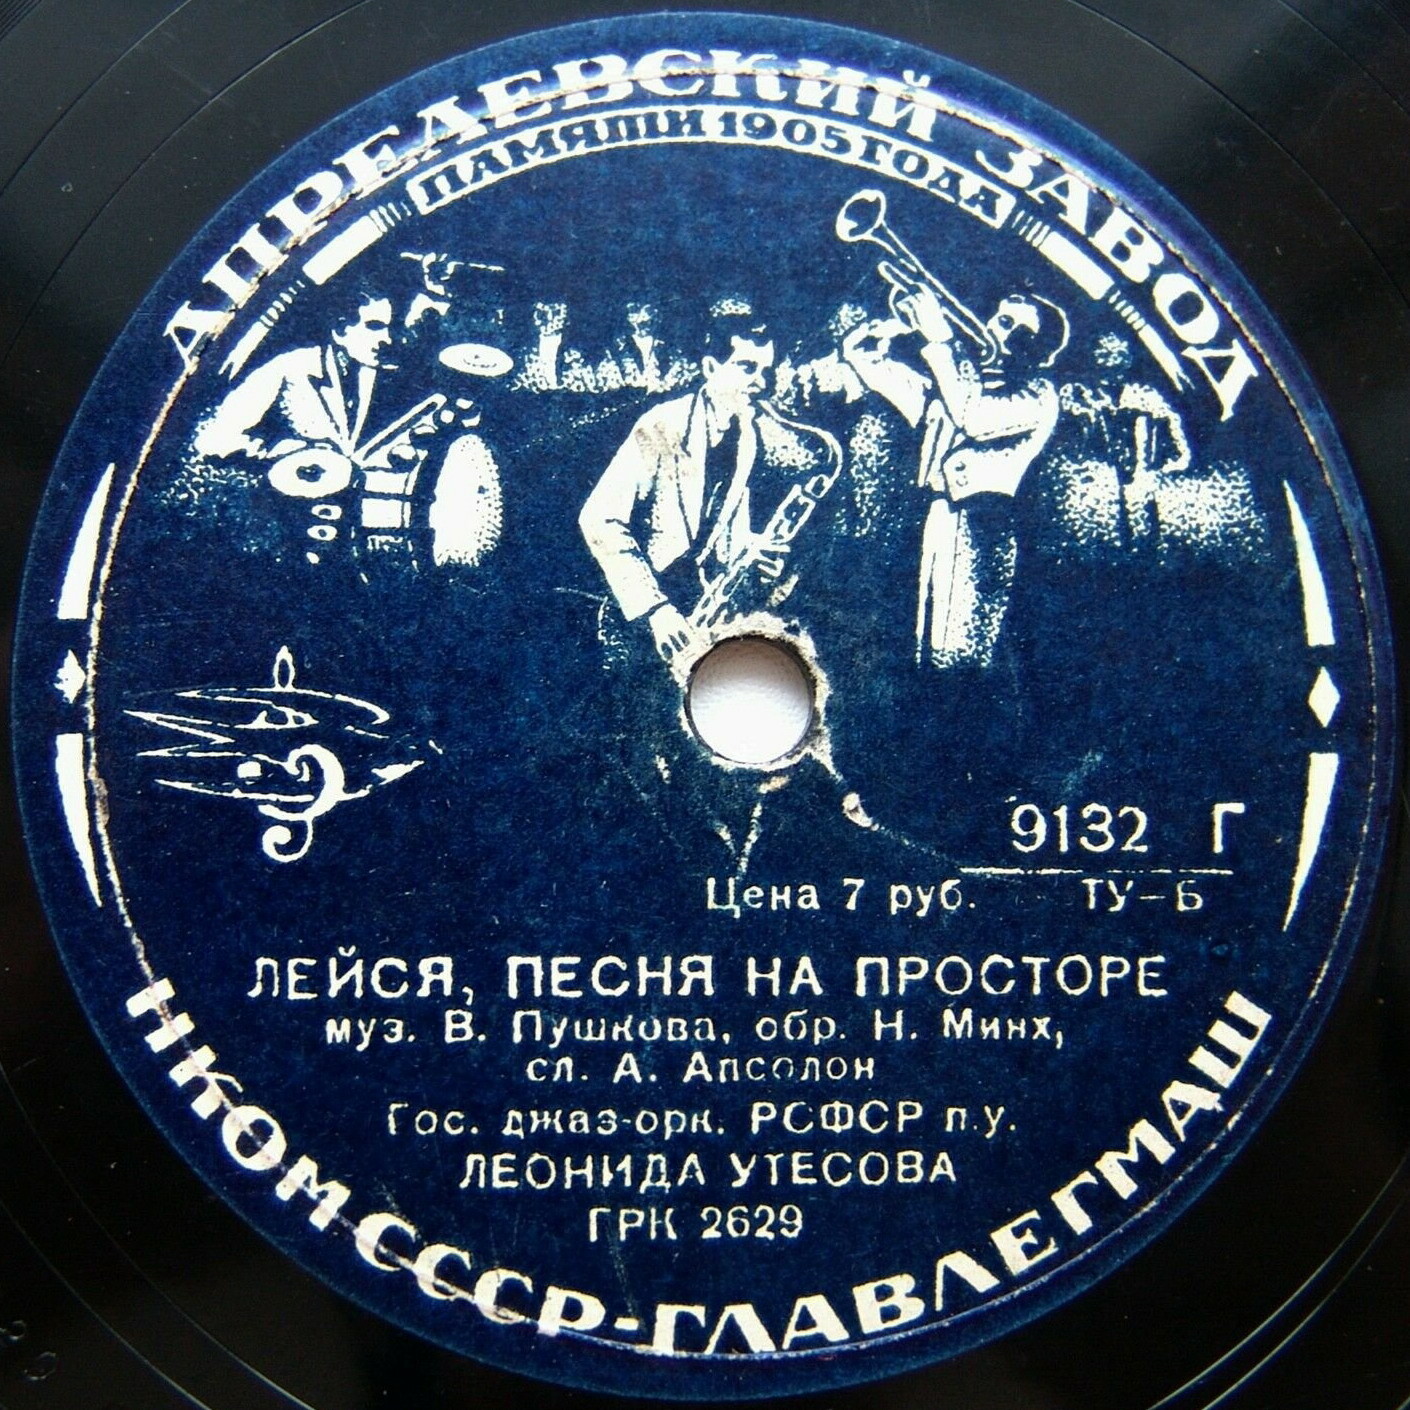 АПРЕЛЕВСКИЙ ЗАВОД
ПАМЯТИ 1905 ГОДА
9132 Г
Цена 7 руб. ТУ-Б
ЛЕЙСЯ, ПЕСНЯ НА ПРОСТОРЕ
муз. В. Пушкова, обр. Н. Минх,
сл. А. Апсолон
Гос. джаз-орк. РСФСР п.у.
ЛЕОНИДА УТЕСОВА
ГРК 2629
НКОМ СССР-ГЛАВЛЕГМАШ